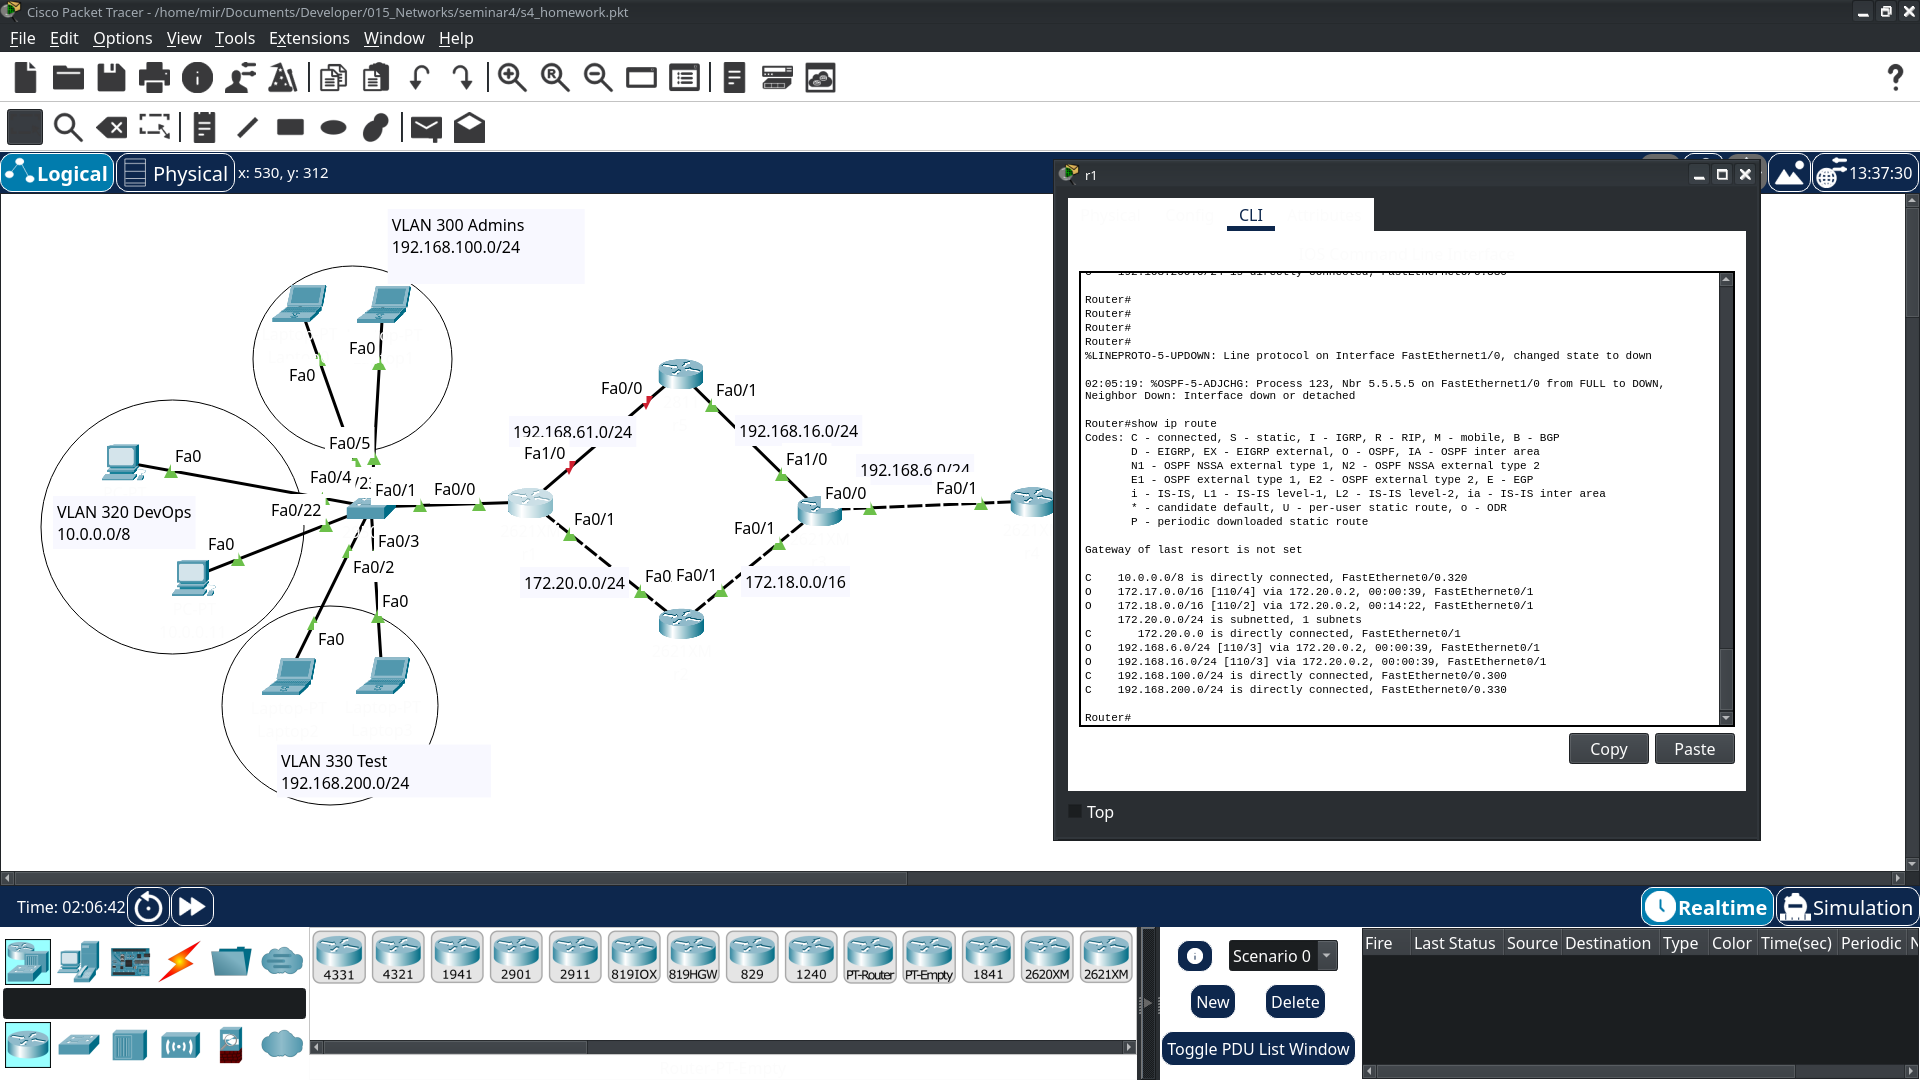 Cisco Packet Tracer - /home/mir/Documents/Developer/015_Networks/seminar4/s4_homework.pkt
File Edit Options View Tools Extensions Window Help
Logical Physical x: 530, y: 312
13:37:30
VLAN 300 Admins
192.168.100.0/24
Fa0
Fa0
Fa0/5
Fa0
Fa0/4
Fa0/1
Fa0/0
VLAN 320 DevOps
10.0.0.0/8
Fa0/22
Fa0
Fa0/3
Fa0/2
Fa0
Fa0
VLAN 330 Test
192.168.200.0/24
Fa0/0
Fa0/1
192.168.61.0/24
Fa1/0
192.168.16.0/24
Fa1/0
192.168.6.0/24
Fa0/0
Fa0/1
Fa0/1
Fa0/1
172.20.0.0/24
Fa0
Fa0/1
172.18.0.0/16
r1
CLI
Router#
Router#
Router#
Router#
%LINEPROTO-5-UPDOWN: Line protocol on Interface FastEthernet1/0, changed state to down
02:05:19: %OSPF-5-ADJCHG: Process 123, Nbr 5.5.5.5 on FastEthernet1/0 from FULL to DOWN,
Neighbor Down: Interface down or detached
Router#show ip route
Codes: C - connected, S - static, I - IGRP, R - RIP, M - mobile, B - BGP
D - EIGRP, EX - EIGRP external, O - OSPF, IA - OSPF inter area
N1 - OSPF NSSA external type 1, N2 - OSPF NSSA external type 2
E1 - OSPF external type 1, E2 - OSPF external type 2, E - EGP
i - IS-IS, L1 - IS-IS level-1, L2 - IS-IS level-2, ia - IS-IS inter area
* - candidate default, U - per-user static route, o - ODR
P - periodic downloaded static route
Gateway of last resort is not set
C 10.0.0.0/8 is directly connected, FastEthernet0/0.320
O 172.17.0.0/16 [110/4] via 172.20.0.2, 00:00:39, FastEthernet0/1
O 172.18.0.0/16 [110/2] via 172.20.0.2, 00:14:22, FastEthernet0/1
172.20.0.0/24 is subnetted, 1 subnets
C 172.20.0.0 is directly connected, FastEthernet0/1
O 192.168.6.0/24 [110/3] via 172.20.0.2, 00:00:39, FastEthernet0/1
O 192.168.16.0/24 [110/3] via 172.20.0.2, 00:00:39, FastEthernet0/1
C 192.168.100.0/24 is directly connected, FastEthernet0/0.300
C 192.168.200.0/24 is directly connected, FastEthernet0/0.330
Router#
Copy Paste
Top
Time: 02:06:42
Realtime Simulation
4331 4321 1941 2901 2911 819IOX 819HGW 829 1240 PT-Router PT-Empty 1841 2620XM 2621XM
Scenario 0
New Delete
Toggle PDU List Window
Fire Last Status Source Destination Type Color Time(sec) Periodic N